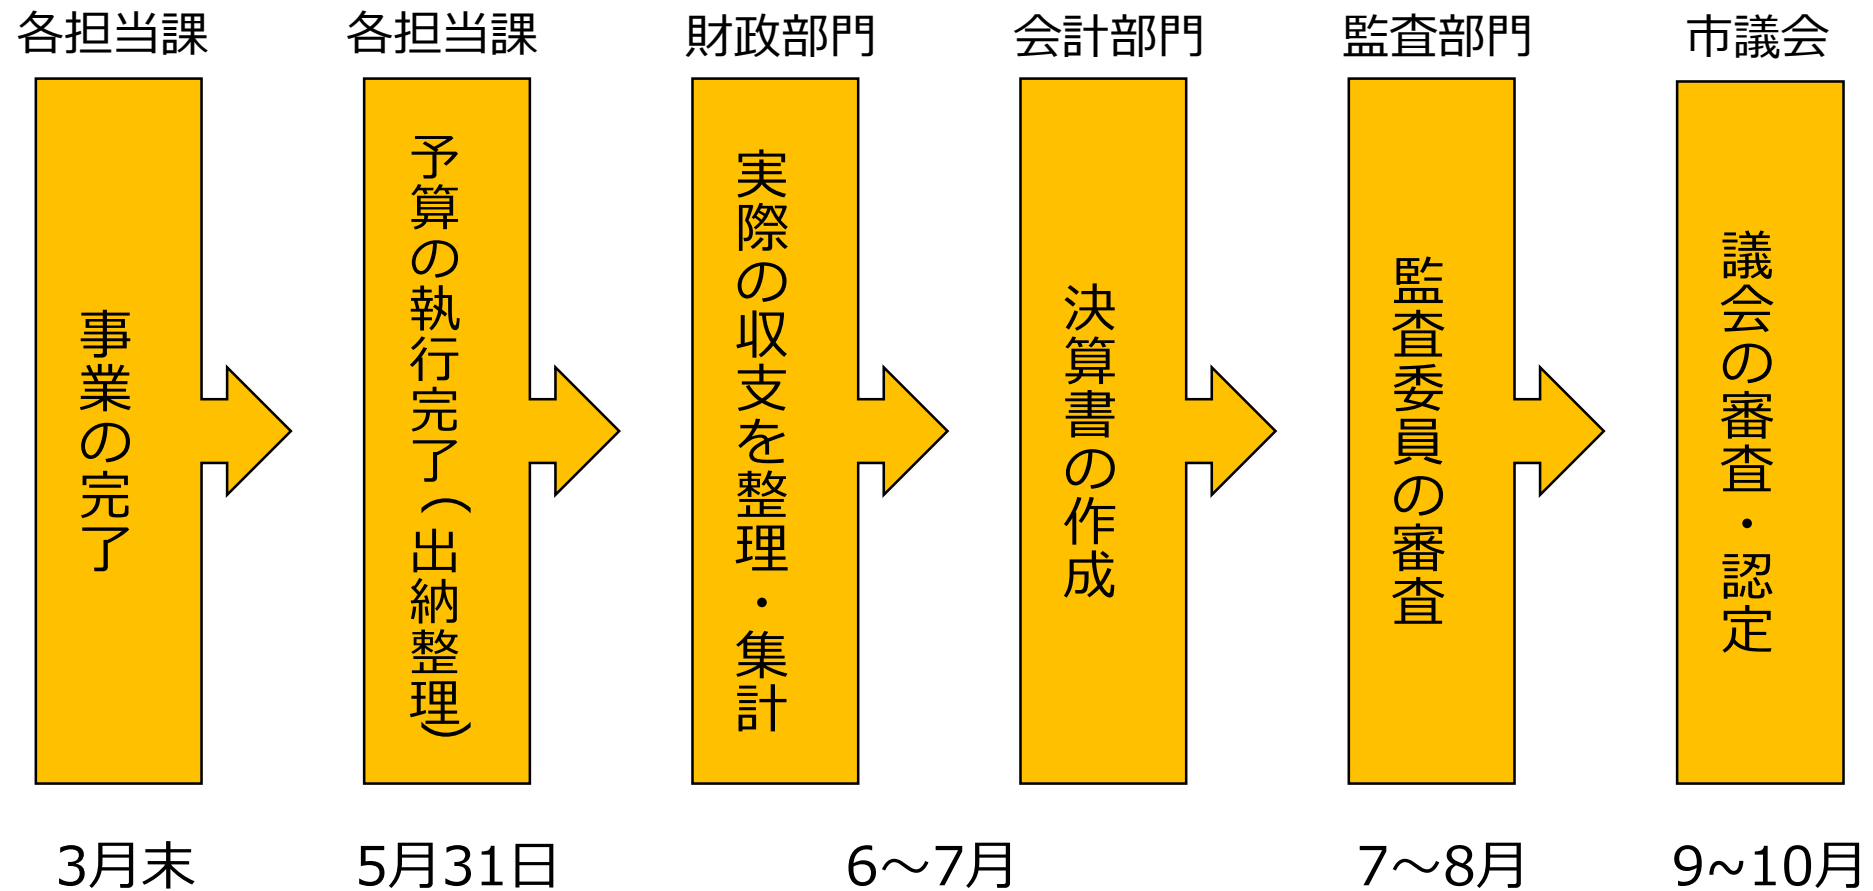 各担当課
各担当課
財政部門
会計部門
監査部門
市議会
事業の完了
予算の執行完了（出納整理）
実際の収支を整理・集計
決算書の作成
監査委員の審査
議会の審査・認定
3月末
5月31日
6～7月
7～8月
9~10月